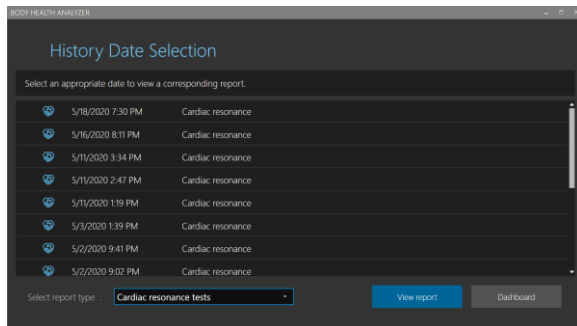 BODY HEALTH ANALYZER
History Date Selection
Select an appropriate date to view a corresponding report.
5/18/2020 7:30 PM Cardiac resonance
5/16/2020 8:11 PM Cardiac resonance
5/11/2020 3:34 PM Cardiac resonance
5/11/2020 2:47 PM Cardiac resonance
5/11/2020 1:19 PM Cardiac resonance
5/3/2020 1:39 PM Cardiac resonance
5/2/2020 9:41 PM Cardiac resonance
5/2/2020 9:02 PM Cardiac resonance
Select report type : Cardiac resonance tests View report Dashboard